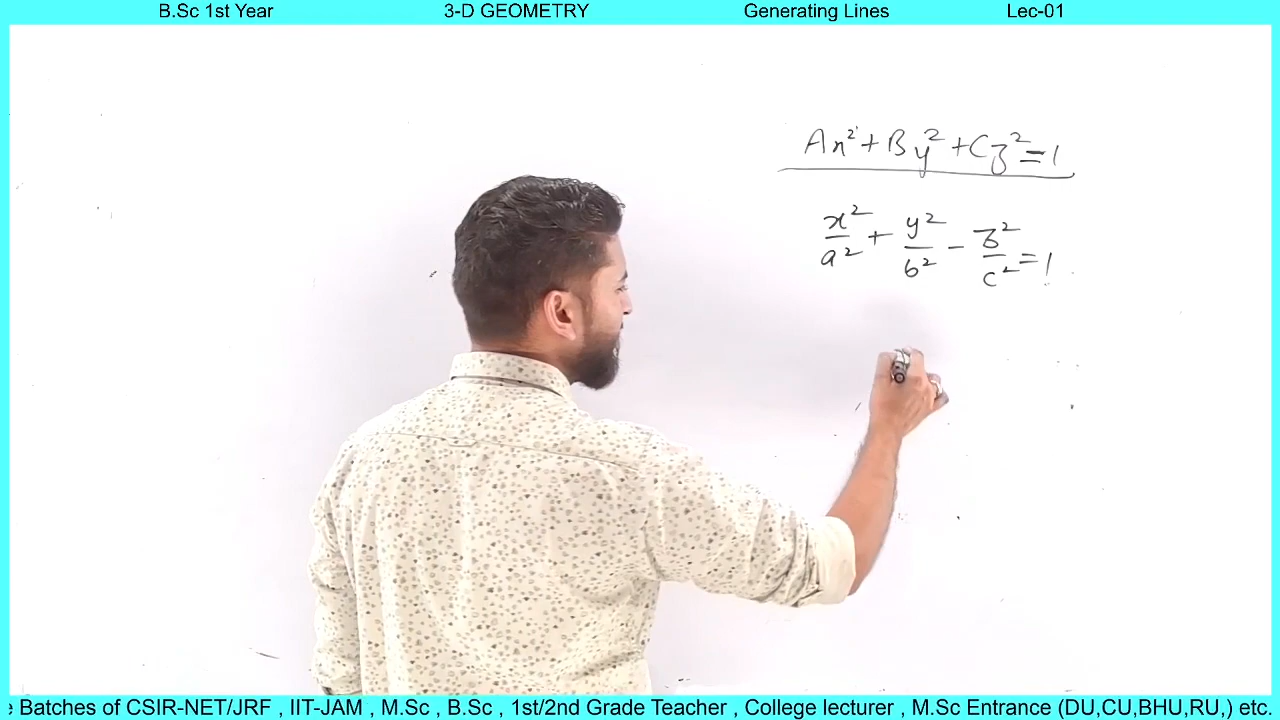 B.Sc 1st Year 3-D GEOMETRY Generating Lines Lec-01
Ax²+By²+Cz²=1
x²/a² + y²/b² - z²/c² = 1
Batches of CSIR-NET/JRF , IIT-JAM , M.Sc , B.Sc , 1st/2nd Grade Teacher , College lecturer , M.Sc Entrance (DU,CU,BHU,RU,) etc.